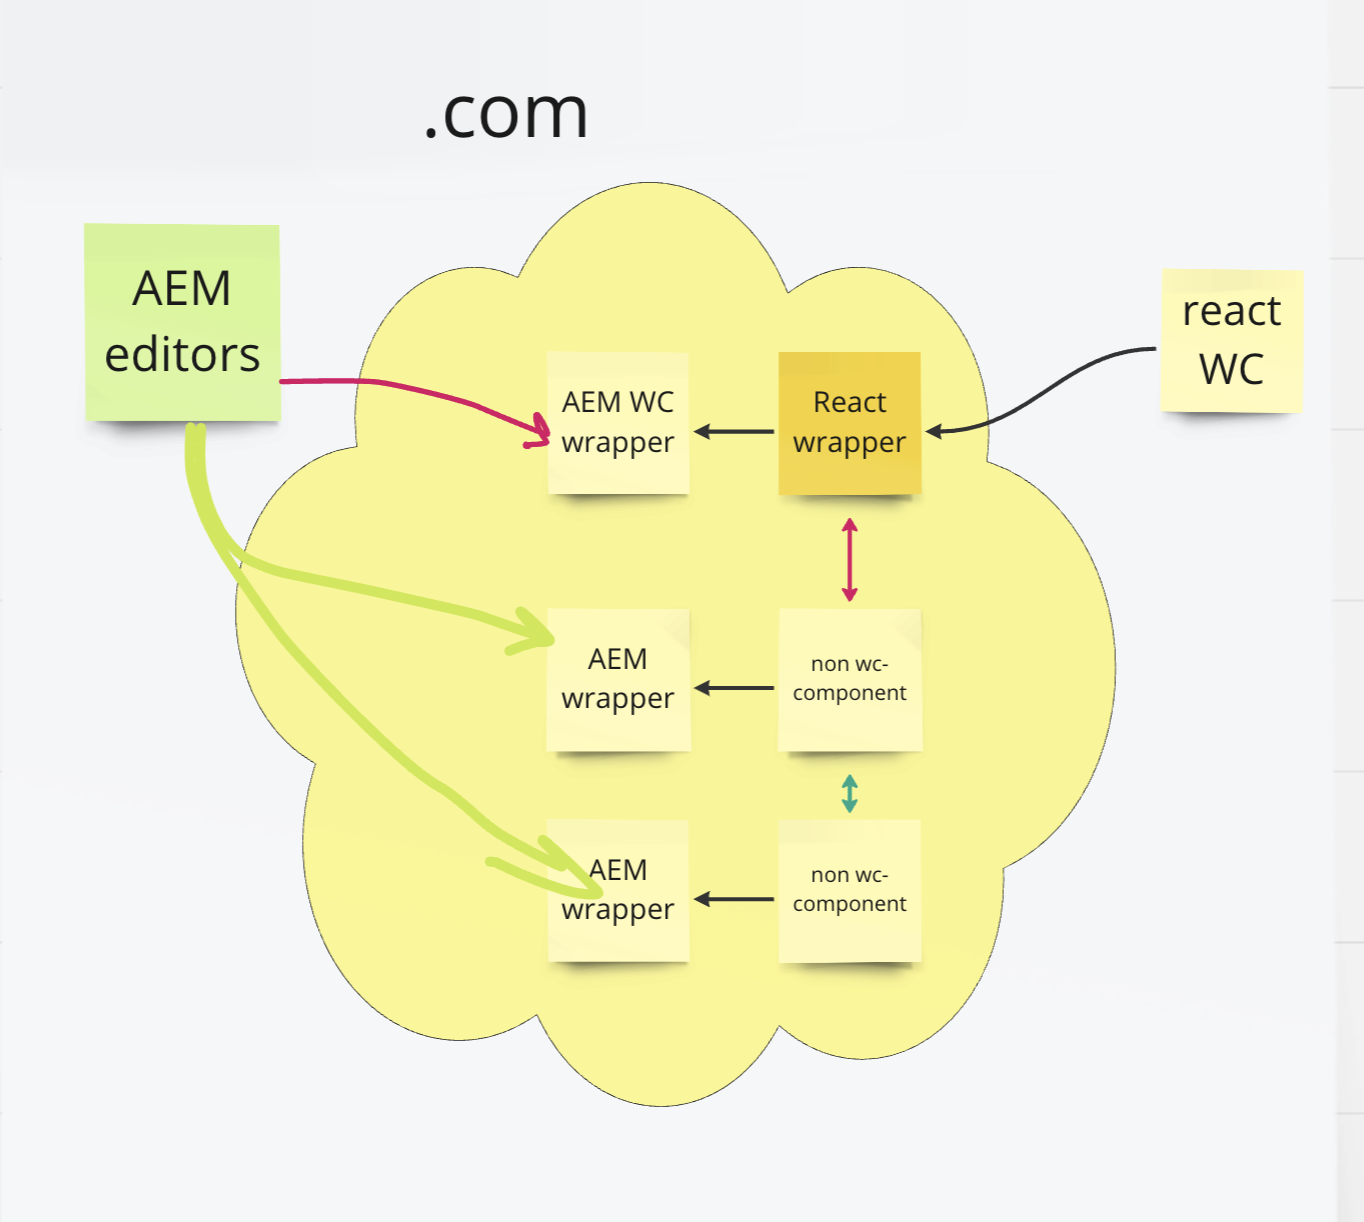 .com
AEM
editors
react
WC
AEM WC
wrapper
React
wrapper
AEM
wrapper
non wc-
component
AEM
wrapper
non wc-
component